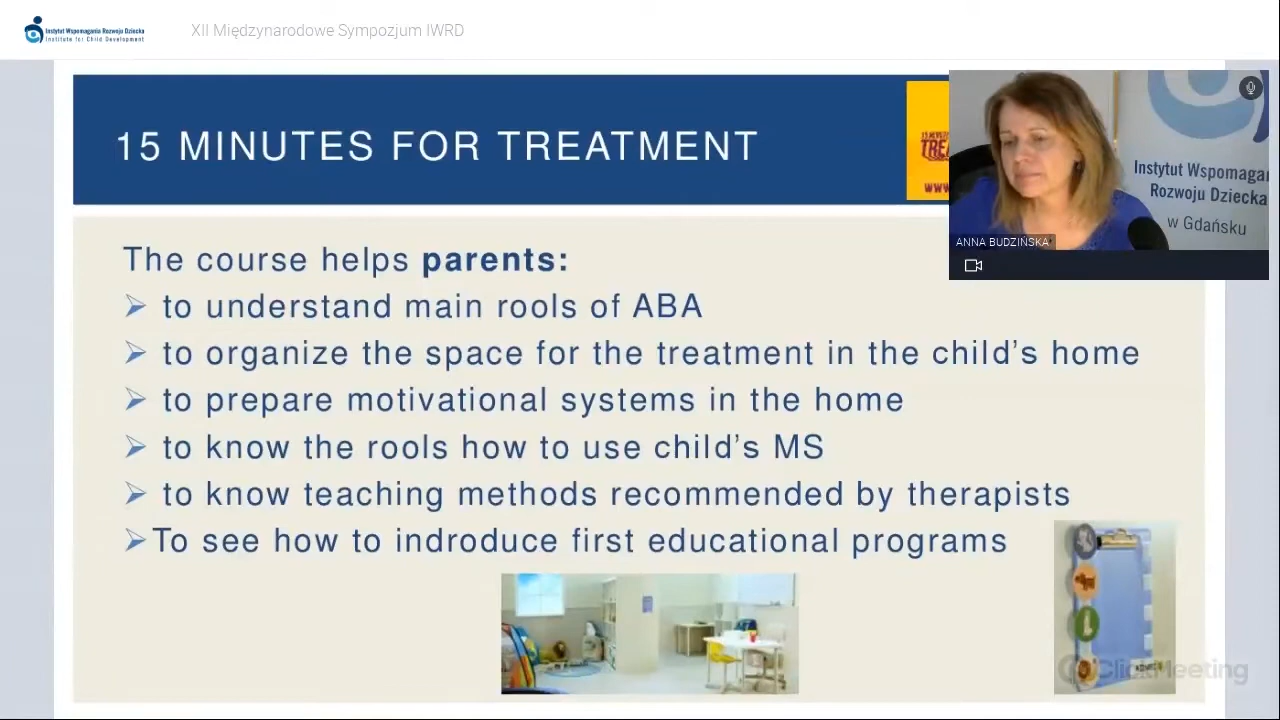 Instytut Wspomagania Rozwoju Dziecka
Institute for Child Development
XII Międzynarodowe Sympozjum IWRD
15 MINUTES FOR TREATMENT
The course helps parents:
➢ to understand main rools of ABA
➢ to organize the space for the treatment in the child's home
➢ to prepare motivational systems in the home
➢ to know the rools how to use child's MS
➢ to know teaching methods recommended by therapists
➢ To see how to indroduce first educational programs
Instytut Wspomagar
Rozwoju Dziecka
w Gdańsku
ANNA BUDZIŃSKA
ClickMeeting